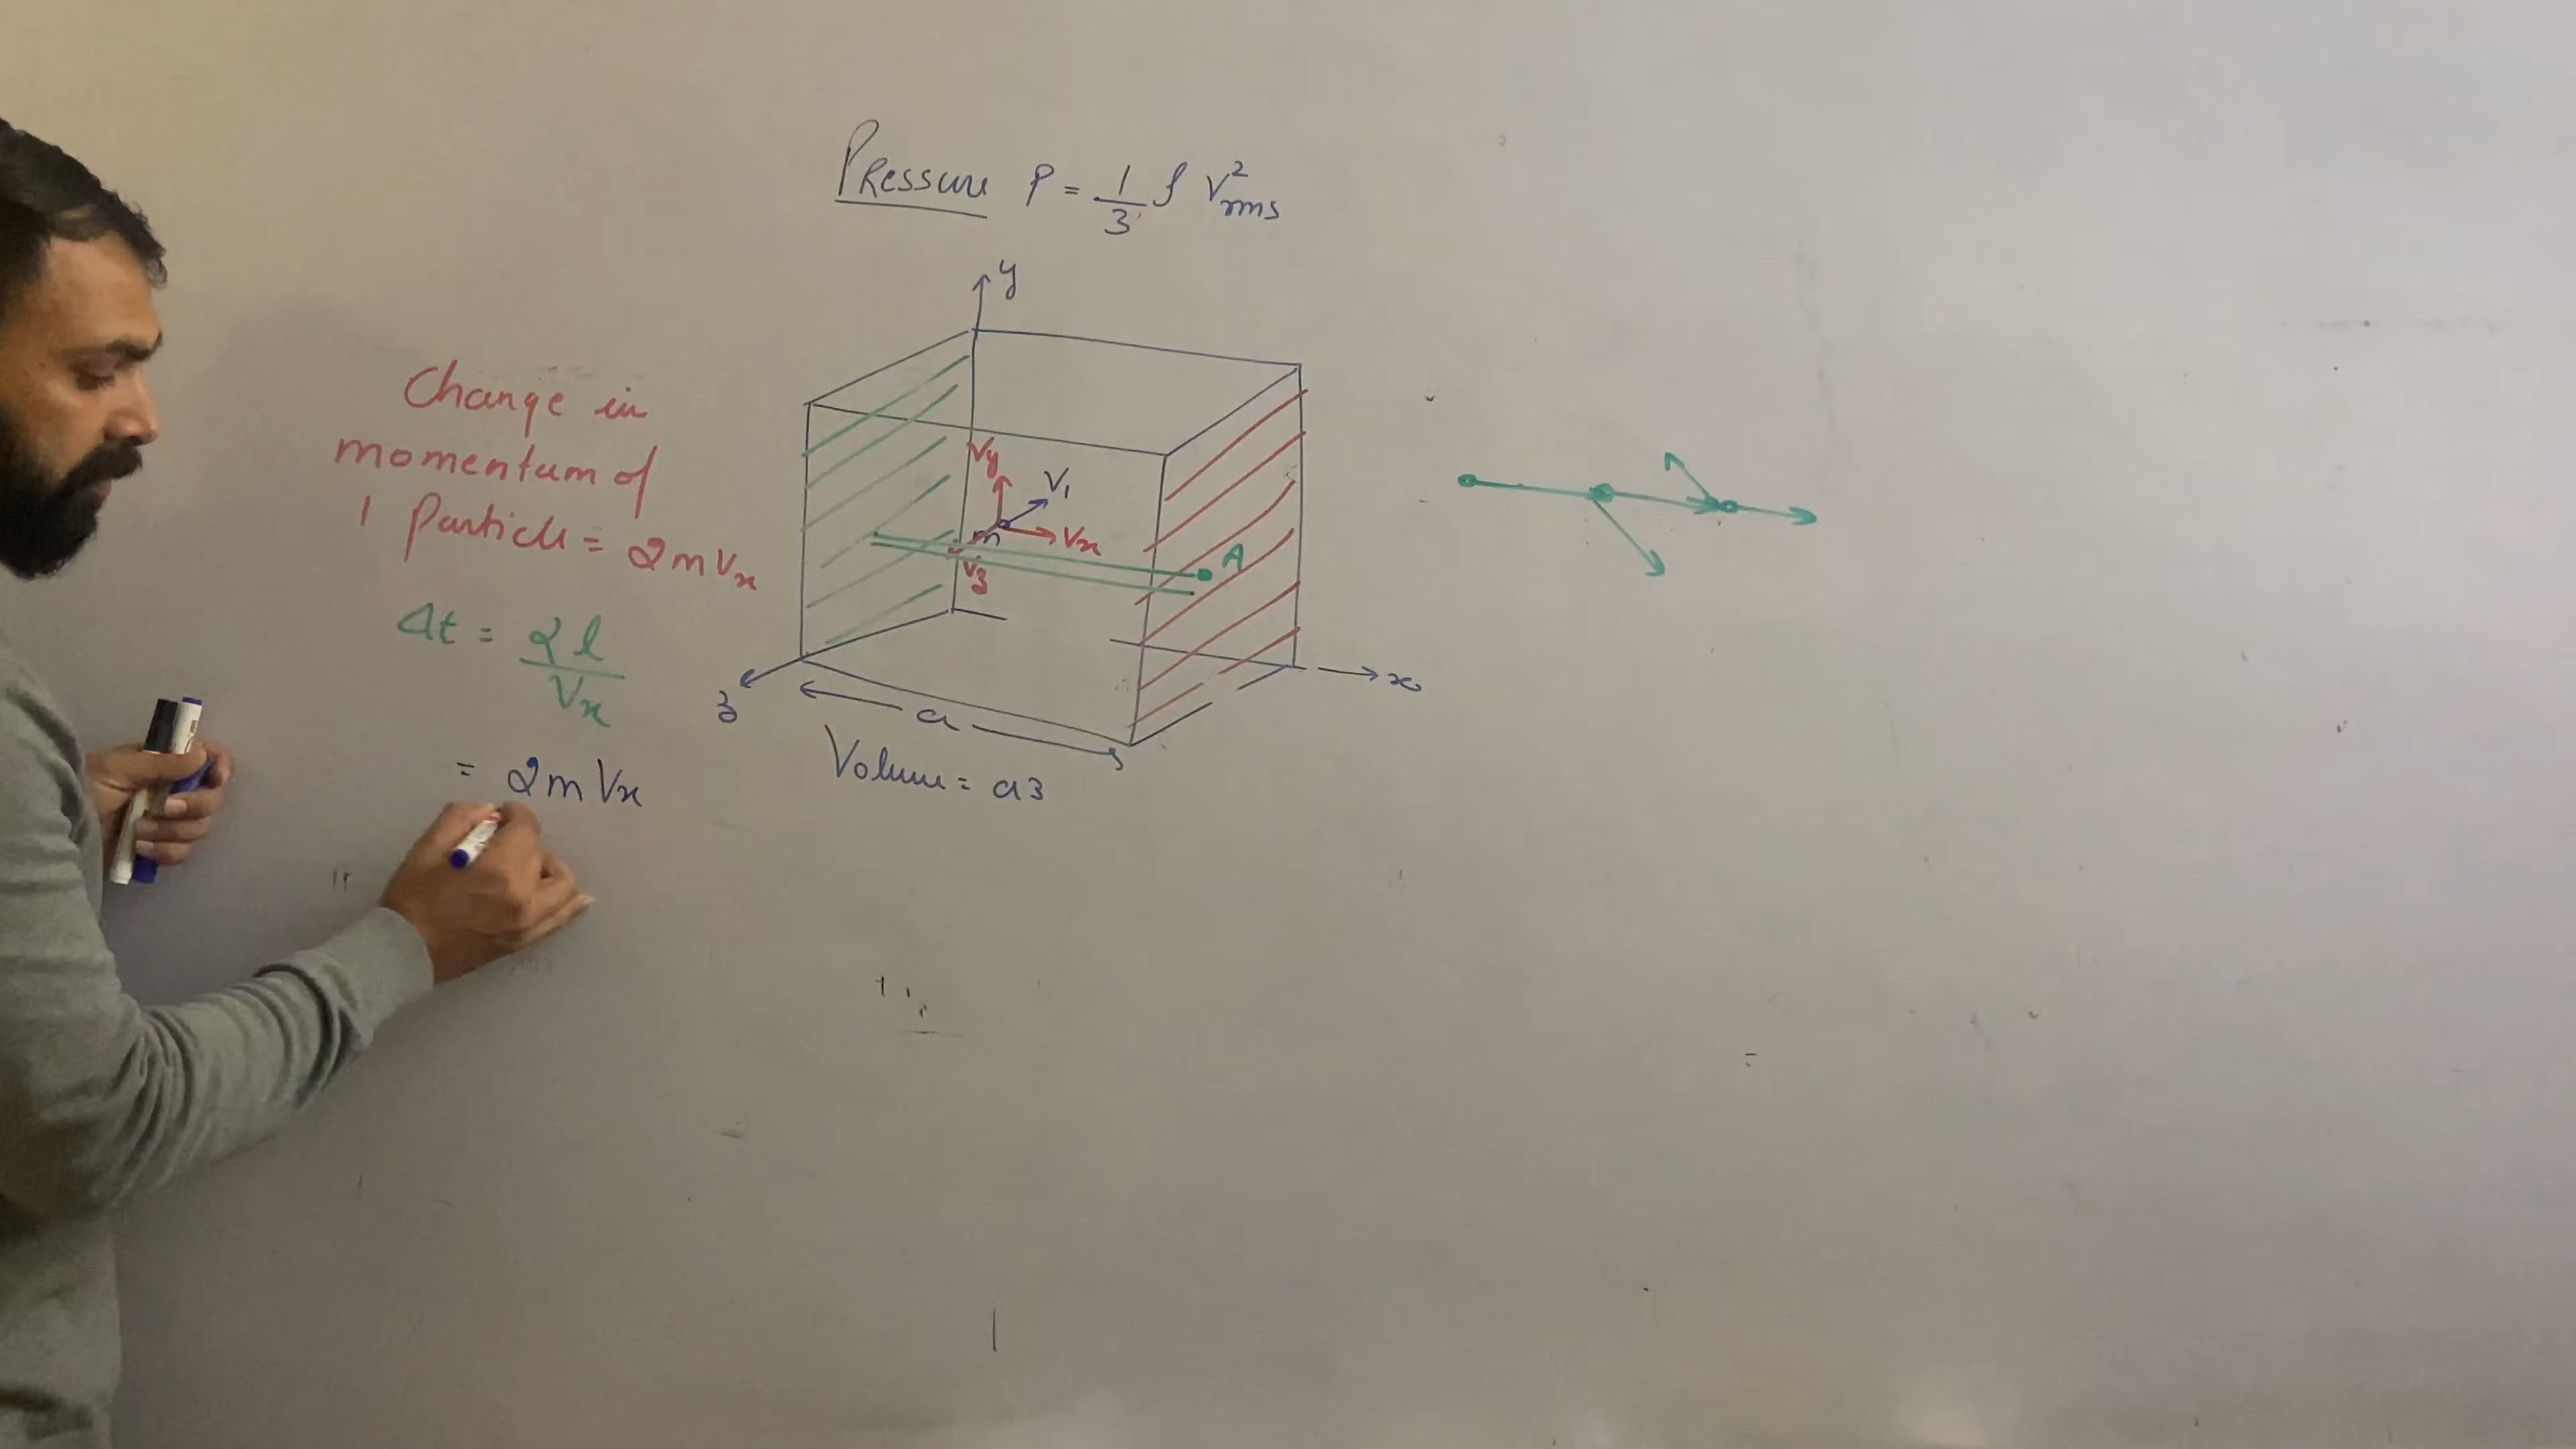 Pressure P = 1/3 ρ V²rms
y
Change in
momentum of
1 Particle = 2mVx
Vy
V1
m
Vx
Vz
A
Δt = 2l/Vx
z
a
x
= 2mVx
Volume = a3